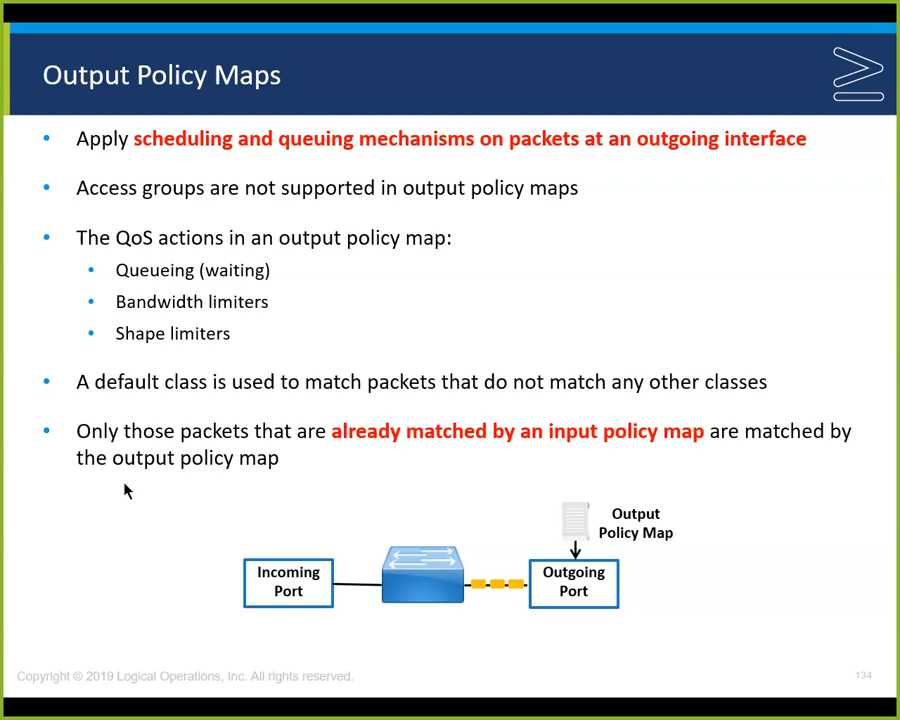 Output Policy Maps
• Apply scheduling and queuing mechanisms on packets at an outgoing interface
• Access groups are not supported in output policy maps
• The QoS actions in an output policy map:
• Queueing (waiting)
• Bandwidth limiters
• Shape limiters
• A default class is used to match packets that do not match any other classes
• Only those packets that are already matched by an input policy map are matched by
the output policy map
Output
Policy Map
Incoming
Port
Outgoing
Port
Copyright © 2019 Logical Operations, Inc. All rights reserved.
134